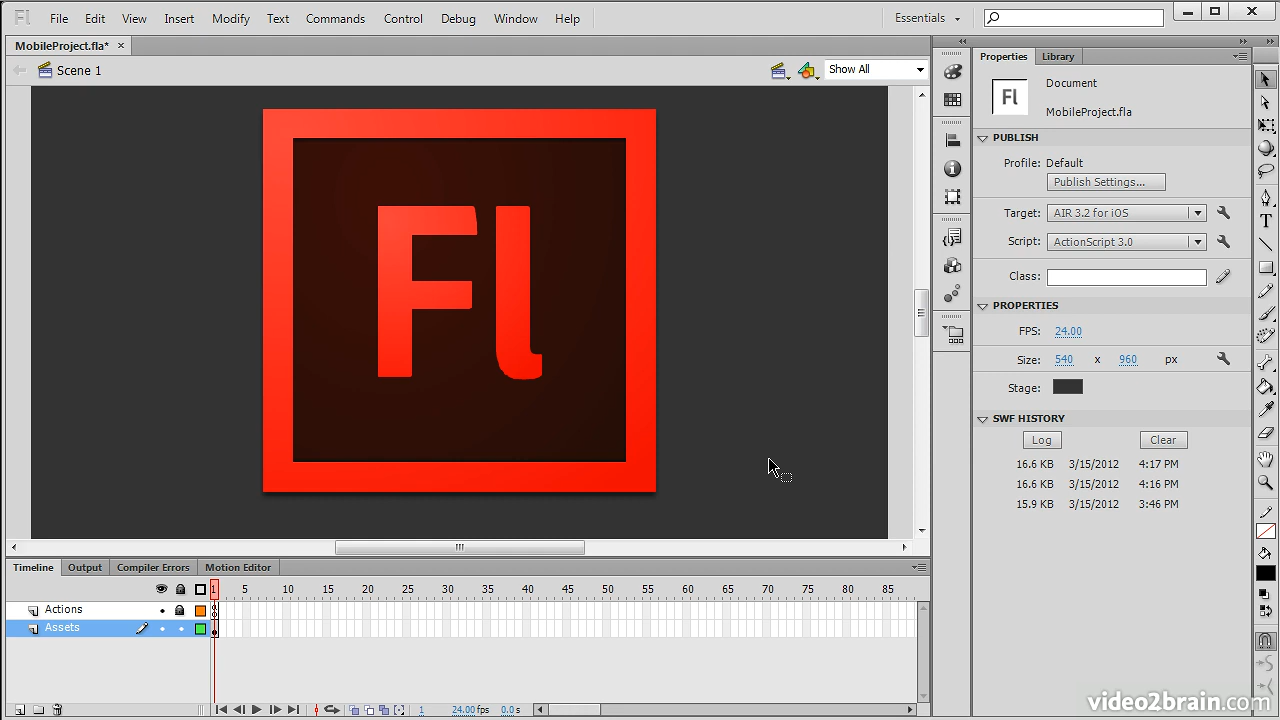 Fl File Edit View Insert Modify Text Commands Control Debug Window Help Essentials
MobileProject.fla*
Scene 1 Show All
Fl
Properties Library
Fl Document
MobileProject.fla
PUBLISH
Profile: Default
Publish Settings...
Target: AIR 3.2 for iOS
Script: ActionScript 3.0
Class:
PROPERTIES
FPS: 24.00
Size: 540 x 960 px
Stage:
SWF HISTORY
Log Clear
16.6 KB 3/15/2012 4:17 PM
16.6 KB 3/15/2012 4:16 PM
15.9 KB 3/15/2012 3:46 PM
T
Timeline Output Compiler Errors Motion Editor
1 5 10 15 20 25 30 35 40 45 50 55 60 65 70 75 80 85
Actions
Assets
1 24.00 fps 0.0 s
video2brain.com